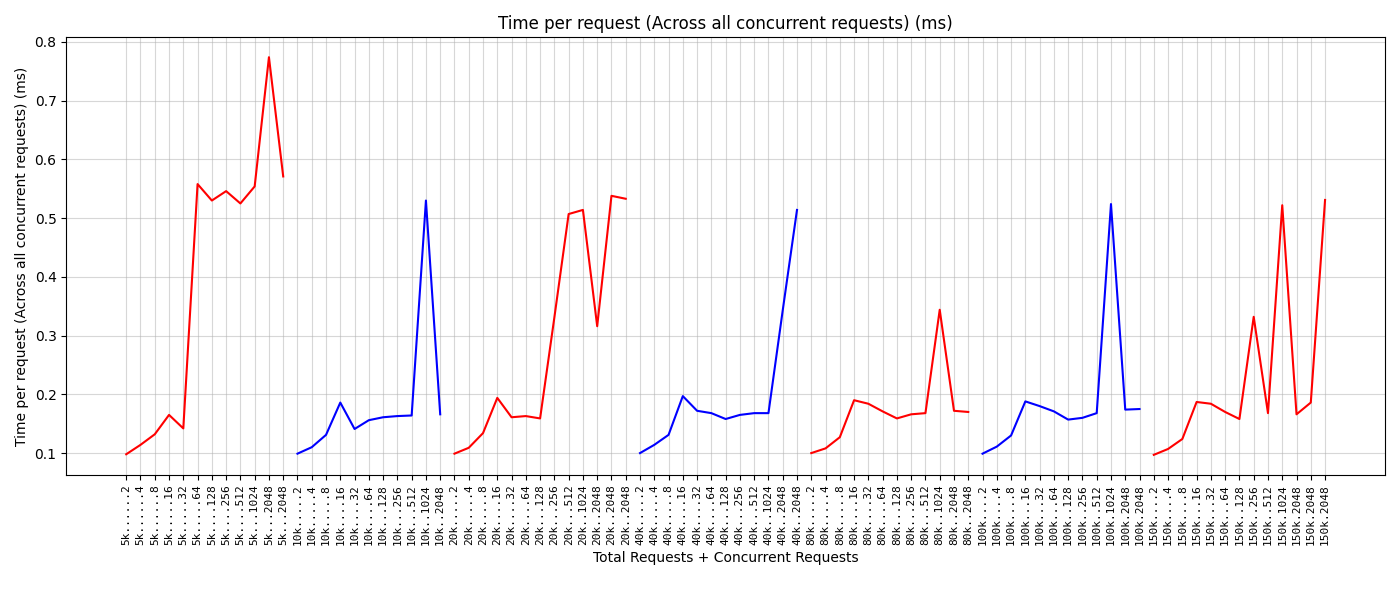 Time per request (Across all concurrent requests) (ms)
Time per request (Across all concurrent requests) (ms)
0.8
0.7
0.6
0.5
0.4
0.3
0.2
0.1
5k......2
5k......4
5k......8
5k.....16
5k.....32
5k.....64
5k....128
5k....256
5k....512
5k...1024
5k...2048
5k...2048
10k.....2
10k.....4
10k.....8
10k....16
10k....32
10k....64
10k...128
10k...256
10k...512
10k..1024
10k..2048
20k.....2
20k.....4
20k.....8
20k....16
20k....32
20k....64
20k...128
20k...256
20k...512
20k..1024
20k..2048
20k..2048
20k..2048
40k.....2
40k.....4
40k.....8
40k....16
40k....32
40k....64
40k...128
40k...256
40k...512
40k..1024
40k..2048
40k..2048
80k.....2
80k.....4
80k.....8
80k....16
80k....32
80k....64
80k...128
80k...256
80k...512
80k..1024
80k..2048
80k..2048
100k....2
100k....4
100k....8
100k...16
100k...32
100k...64
100k..128
100k..256
100k..512
100k.1024
100k.2048
100k.2048
150k....2
150k....4
150k....8
150k...16
150k...32
150k...64
150k..128
150k..256
150k..512
150k.1024
150k.2048
150k.2048
150k.2048
Total Requests + Concurrent Requests